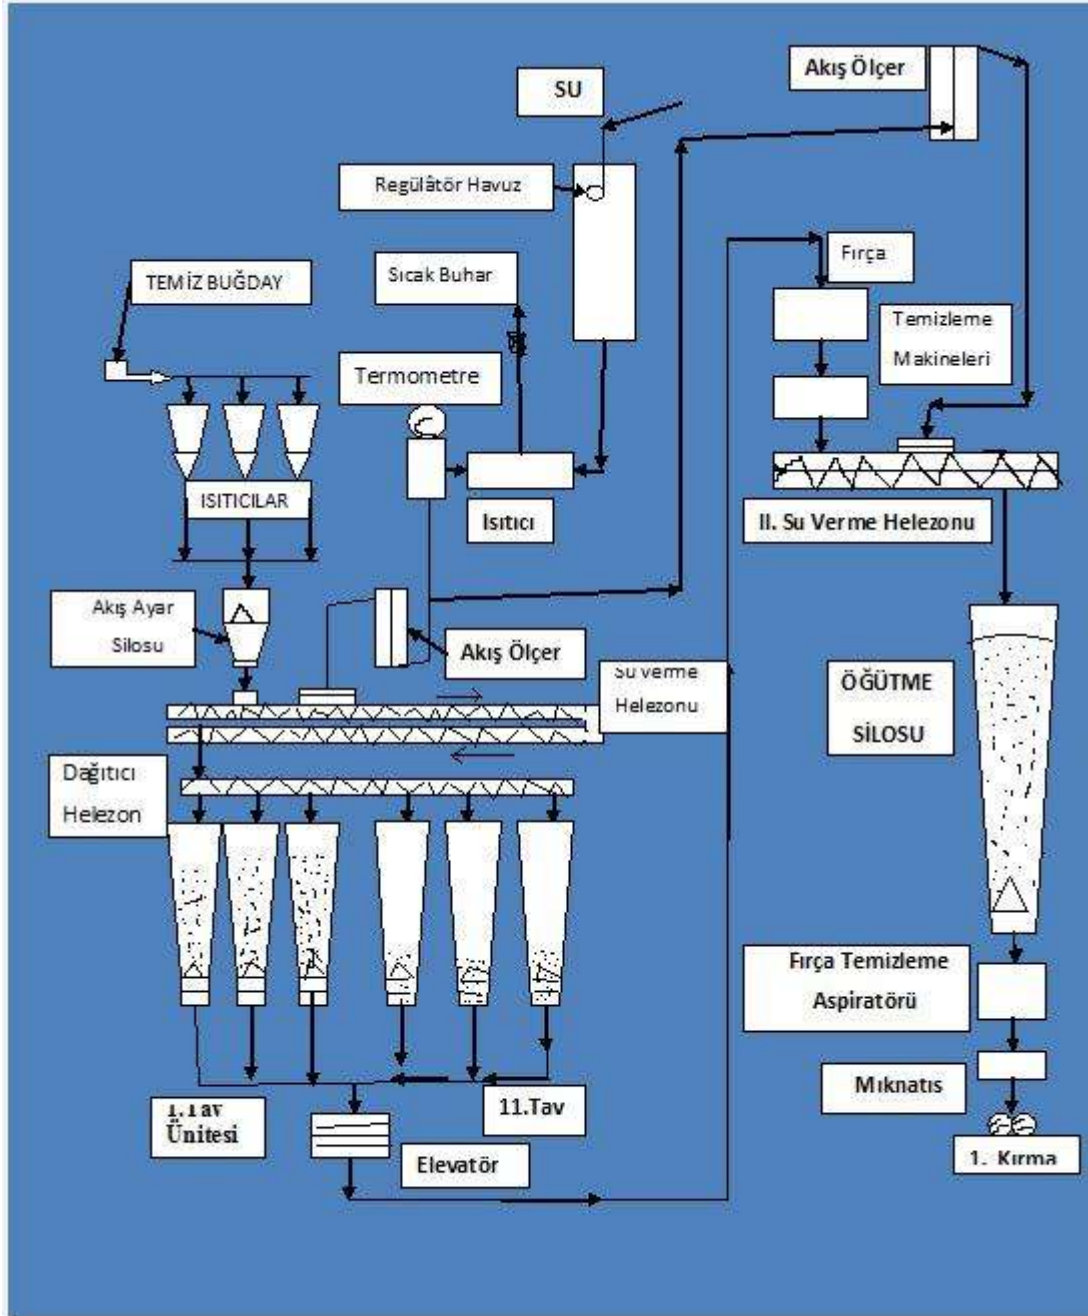 SU
Akış Ölçer
Regülâtör Havuz
Fırça
Sıcak Buhar
TEMİZ BUĞDAY
Temizleme
Makineleri
Termometre
ISITICILAR
Isıtıcı
II. Su Verme Helezonu
Akış Ayar
Silosu
Akış Ölçer
Su verme
Helezonu
ÖĞÜTME
SİLOSU
Dağıtıcı
Helezon
Fırça Temizleme
Aspiratörü
Mıknatıs
I.Tav
Ünitesi
11.Tav
Elevatör
1. Kırma